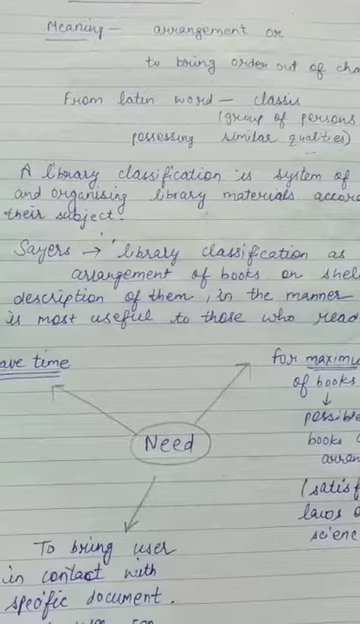 Meaning - arrangement or
to bring order out of cha
From latin word - classis
(group of persons
possessing similar qualities)
A library classification is system of
and organising library materials accor
their subject.
Sayers → 'library classification as
arrangement of books on shel
description of them, in the manner
is most useful to those who read
ave time
for maximu
of books
↓
possible
books
arran
(satisf
laws o
scienc
Need
To bring user
in contact with
specific document.